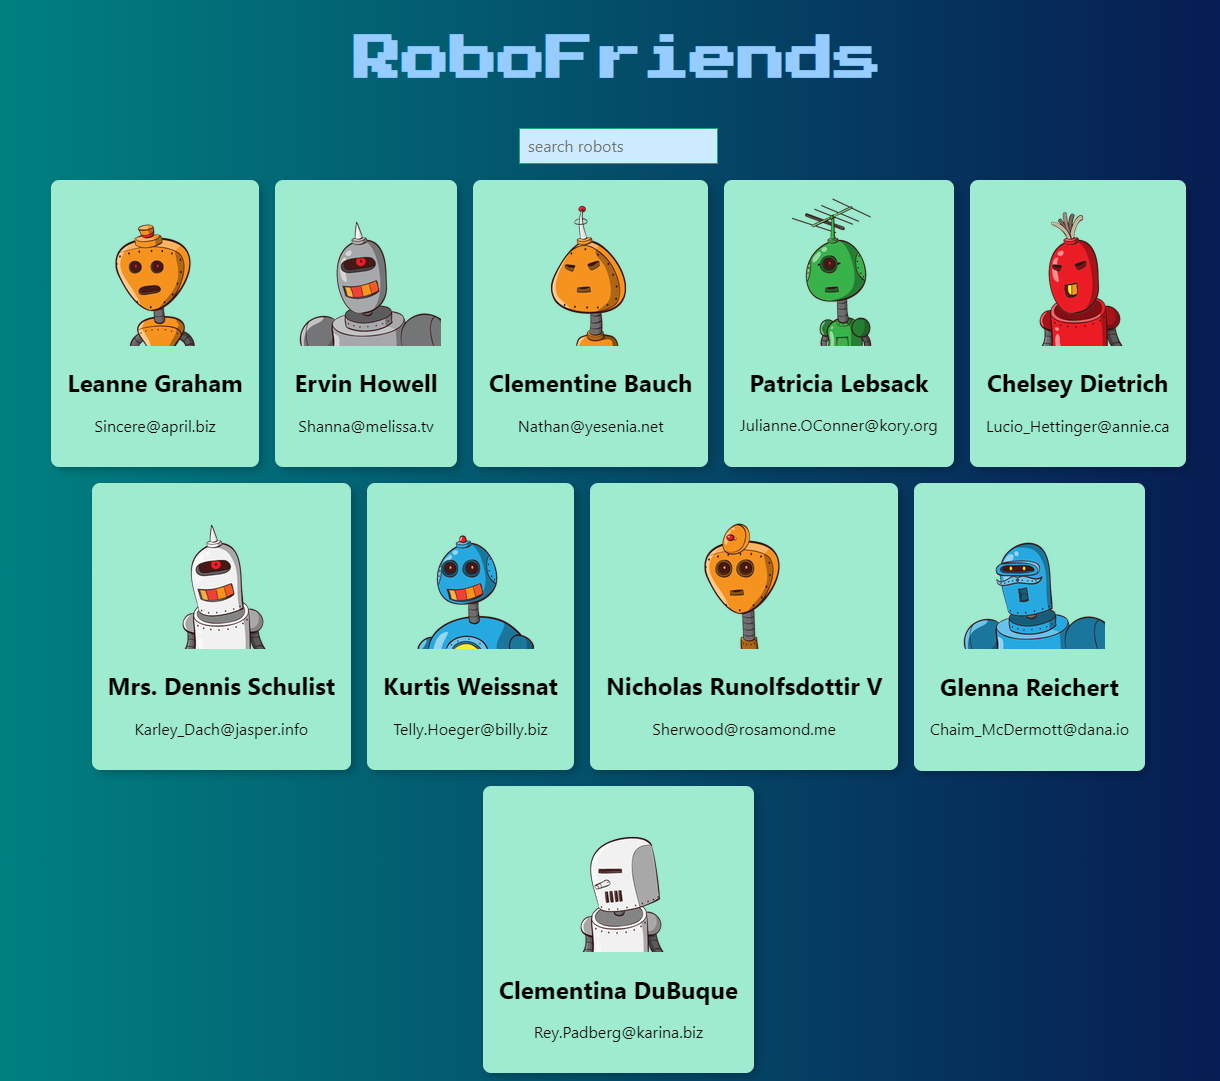 RoboFriends
search robots
Leanne Graham
Sincere@april.biz
Ervin Howell
Shanna@melissa.tv
Clementine Bauch
Nathan@yesenia.net
Patricia Lebsack
Julianne.OConner@kory.org
Chelsey Dietrich
Lucio_Hettinger@annie.ca
Mrs. Dennis Schulist
Karley_Dach@jasper.info
Kurtis Weissnat
Telly.Hoeger@billy.biz
Nicholas Runolfsdottir V
Sherwood@rosamond.me
Glenna Reichert
Chaim_McDermott@dana.io
Clementina DuBuque
Rey.Padberg@karina.biz